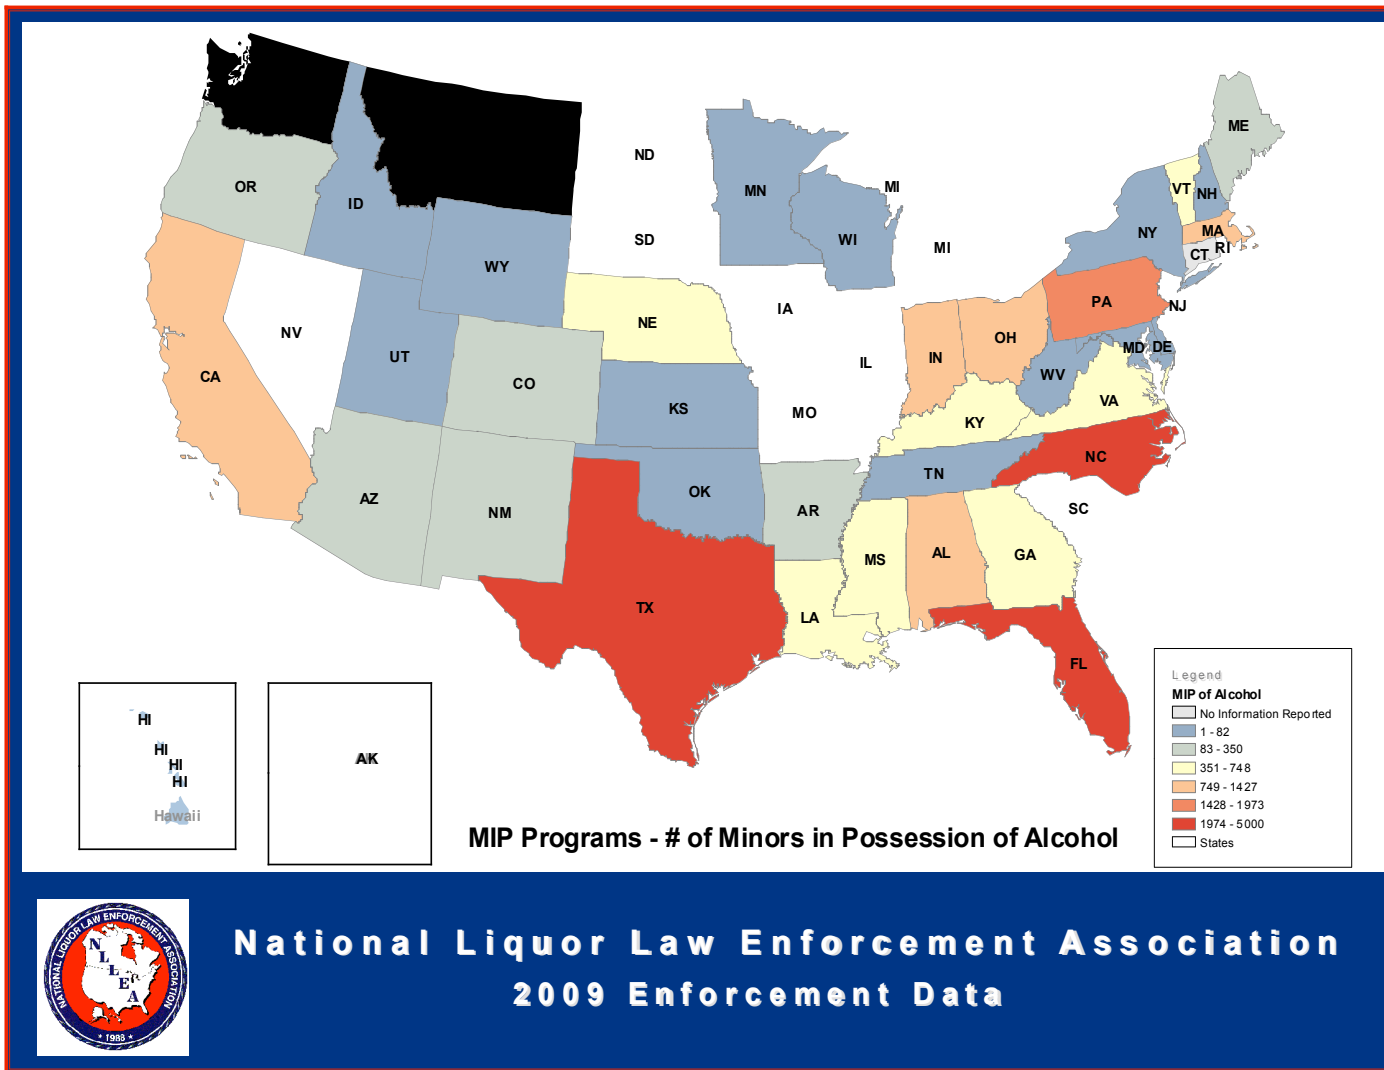 ME
ND
VT
NH
OR
MN
MI
ID
MA
NY
RI
SD
WI
MI
CT
WY
PA
NJ
IA
NE
NV
OH
MD
DE
UT
IN
IL
WV
CA
CO
VA
KS
MO
KY
NC
TN
OK
AZ
SC
NM
AR
AL
GA
MS
TX
LA
FL
HI
HI
HI
HI
Hawaii
AK
Legend
MIP of Alcohol
No Information Reported
1 - 82
83 - 350
351 - 748
749 - 1427
1428 - 1973
1974 - 5000
States
MIP Programs - # of Minors in Possession of Alcohol
NATIONAL LIQUOR LAW ENFORCEMENT ASSOCIATION
N L L E A
* 1986 *
National Liquor Law Enforcement Association
2009 Enforcement Data